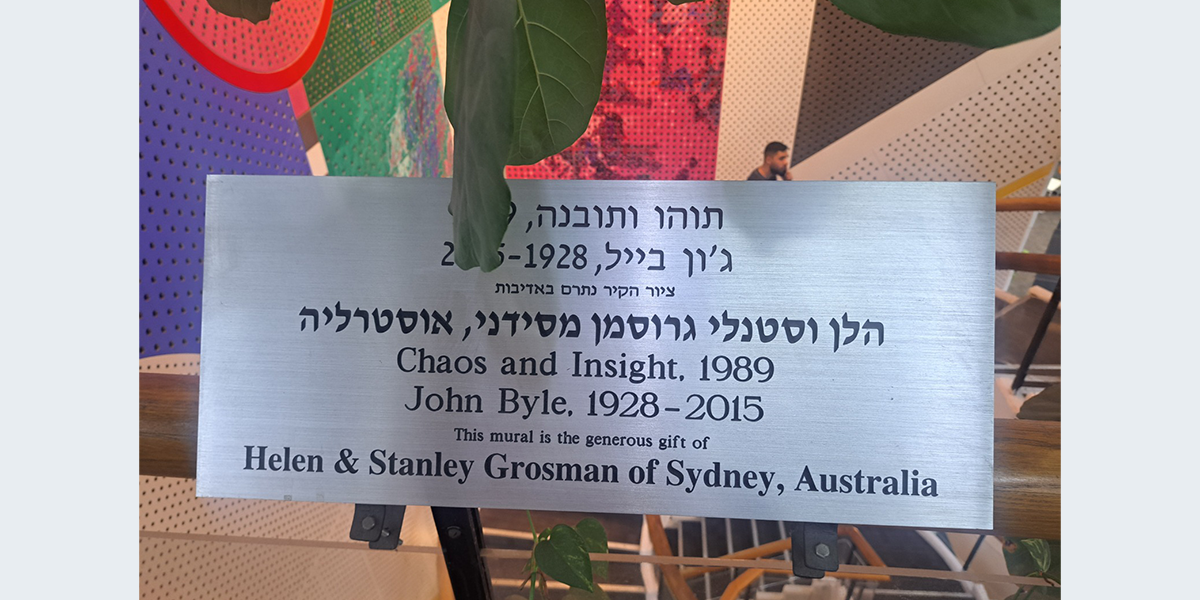 תוהו ותובנה,
ג'ון בייל, 1928-
ציור הקיר נתרם באדיבות
הלן וסטנלי גרוסמן מסידני, אוסטרליה
Chaos and Insight, 1989
John Byle, 1928-2015
This mural is the generous gift of
Helen & Stanley Grosman of Sydney, Australia